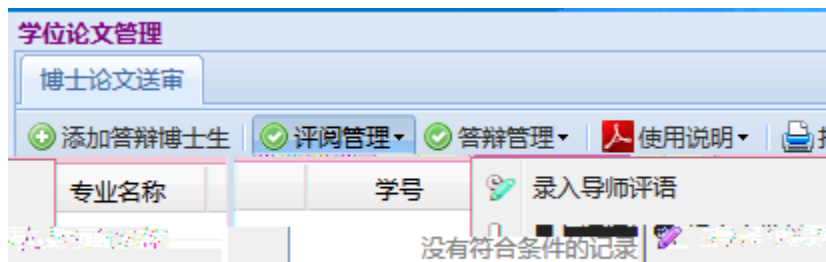 学位论文管理
博士论文送审
添加答辩博士生 评阅管理 答辩管理 使用说明
专业名称 学号 录入导师评语
没有符合条件的记录